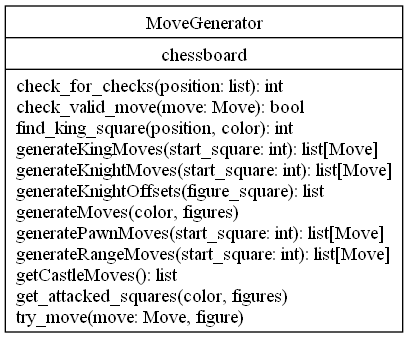 MoveGenerator
chessboard
check_for_checks(position: list): int
check_valid_move(move: Move): bool
find_king_square(position, color): int
generateKingMoves(start_square: int): list[Move]
generateKnightMoves(start_square: int): list[Move]
generateKnightOffsets(figure_square): list
generateMoves(color, figures)
generatePawnMoves(start_square: int): list[Move]
generateRangeMoves(start_square: int): list[Move]
getCastleMoves(): list
get_attacked_squares(color, figures)
try_move(move: Move, figure)